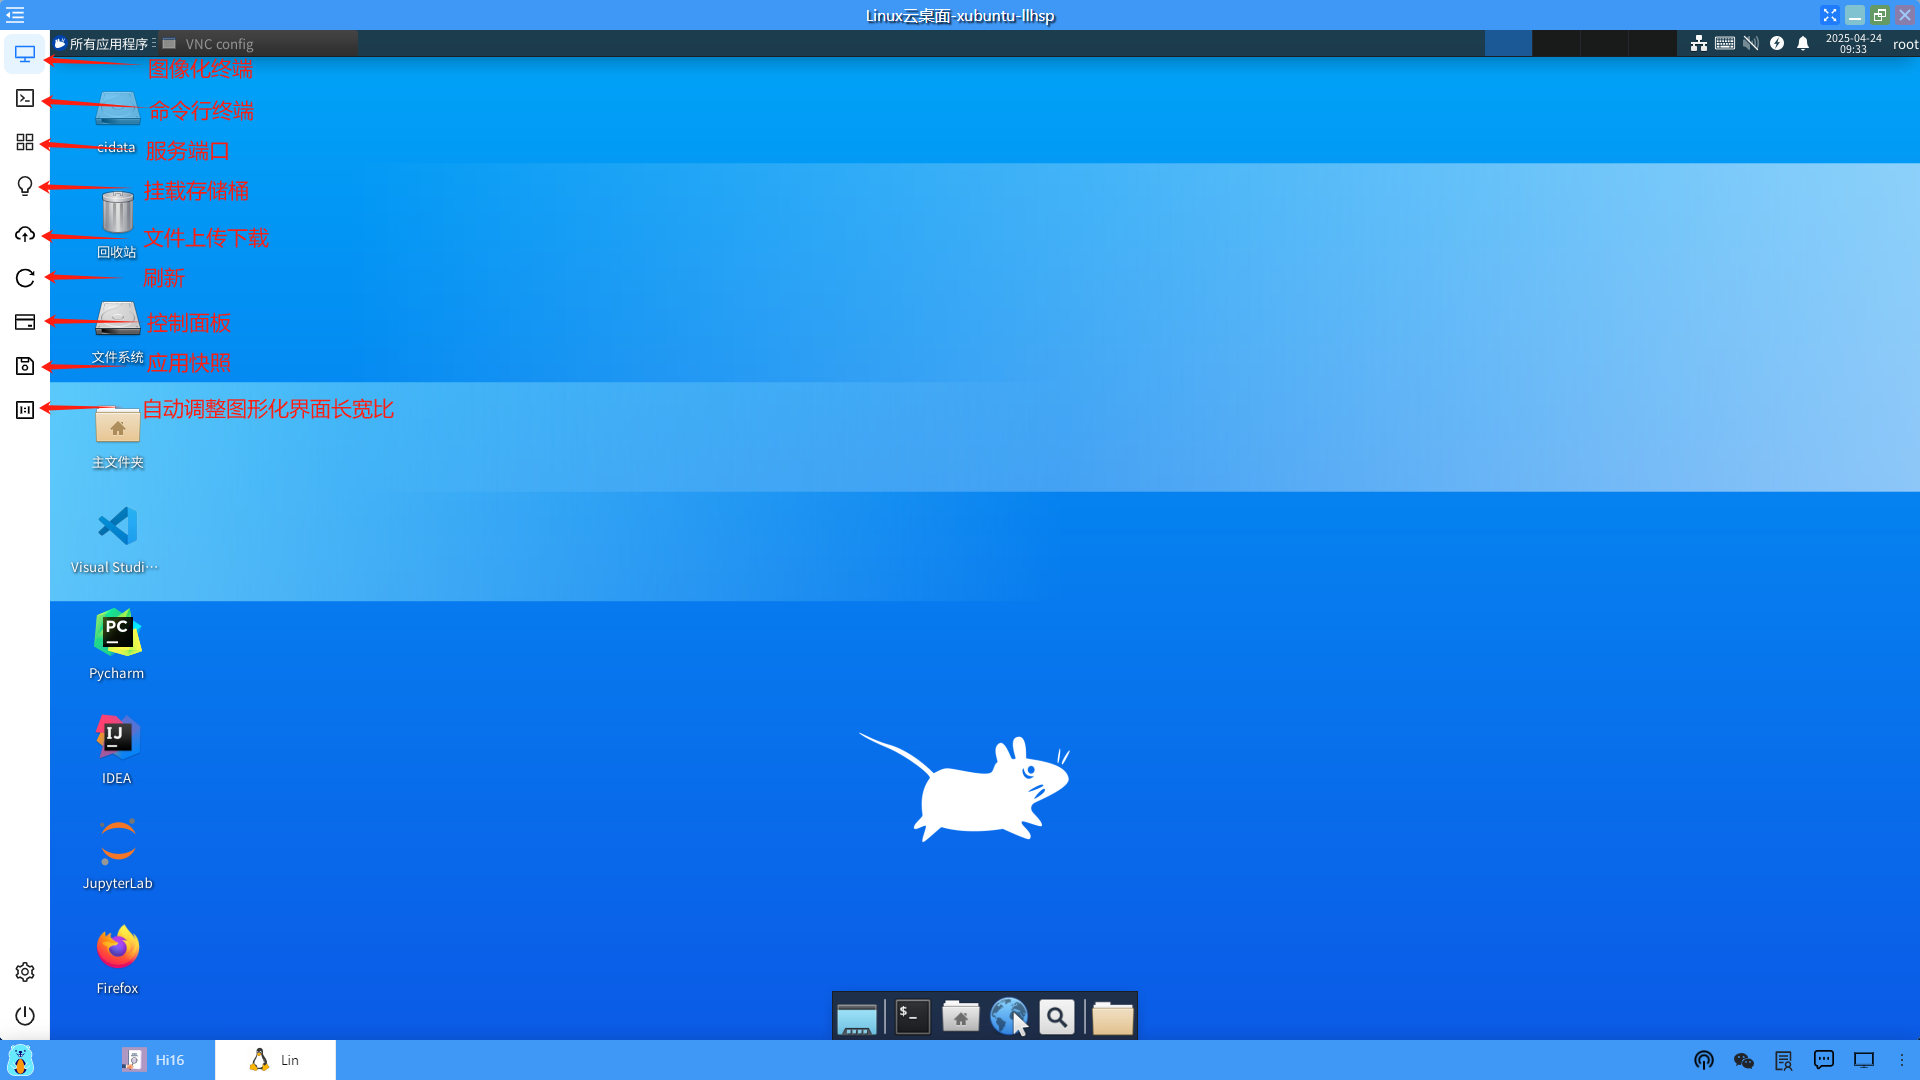 Linux云桌面-xubuntu-llhsp
所有应用程序
VNC config
2025-04-24
09:33
root
图像化终端
命令行终端
cidata
服务端口
挂载存储桶
文件上传下载
回收站
刷新
控制面板
文件系统
应用快照
自动调整图形化界面长宽比
主文件夹
Visual Studi…
PC
Pycharm
IJ
IDEA
JupyterLab
Firefox
$_
Hi16
Lin